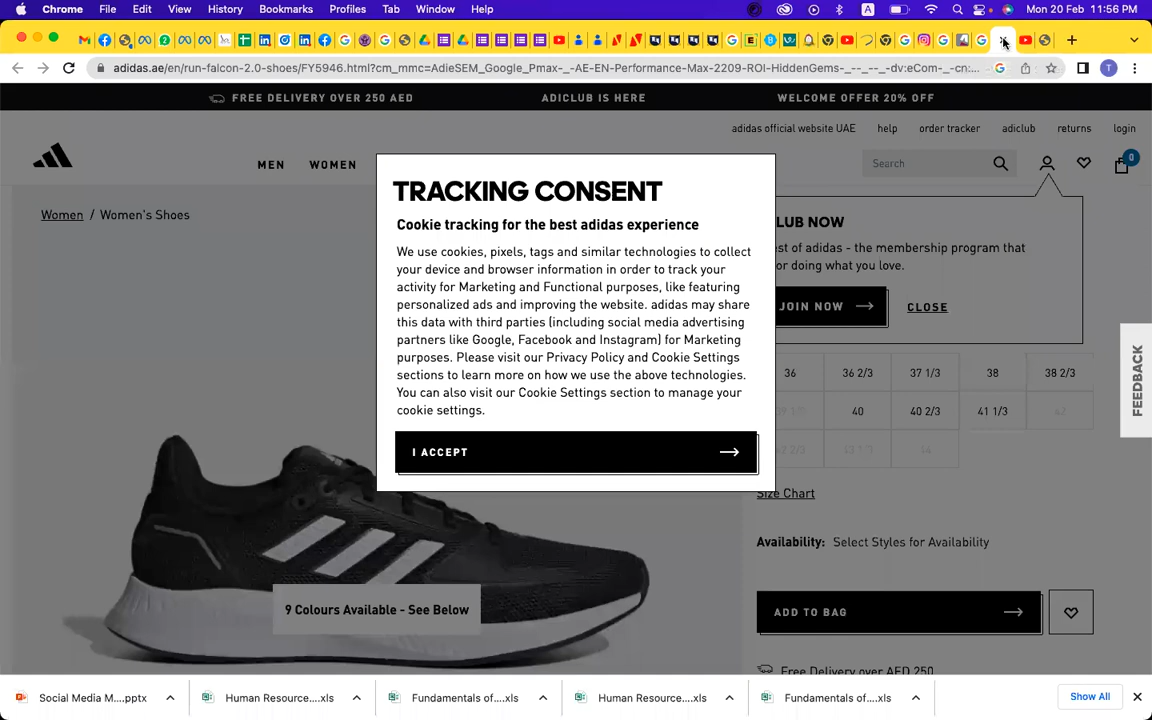 Chrome File Edit View History Bookmarks Profiles Tab Window Help
A
Mon 20 Feb 11:56 PM
adidas.ae/en/run-falcon-2.0-shoes/FY5946.html?cm_mmc=AdieSEM_Google_Pmax-_-AE-EN-Performance-Max-2209-ROI-HiddenGems-_--_--_-dv:eCom-_-cn:...
T
FREE DELIVERY OVER 250 AED
ADICLUB IS HERE
WELCOME OFFER 20% OFF
adidas official website UAE help order tracker adiclub returns login
MEN WOMEN
Search
0
Women / Women's Shoes
TRACKING CONSENT
Cookie tracking for the best adidas experience
We use cookies, pixels, tags and similar technologies to collect
your device and browser information in order to track your
activity for Marketing and Functional purposes, like featuring
personalized ads and improving the website. adidas may share
this data with third parties (including social media advertising
partners like Google, Facebook and Instagram) for Marketing
purposes. Please visit our Privacy Policy and Cookie Settings
sections to learn more on how we use the above technologies.
You can also visit our Cookie Settings section to manage your
cookie settings.
I ACCEPT
LUB NOW
est of adidas - the membership program that
or doing what you love.
JOIN NOW
CLOSE
36 36 2/3 37 1/3 38 38 2/3
39 1/3 40 40 2/3 41 1/3 42
42 2/3 43 1/3 44
Size Chart
FEEDBACK
Availability: Select Styles for Availability
ADD TO BAG
9 Colours Available - See Below
Free Delivery over AED 250
Social Media M....pptx
Human Resource....xls
Fundamentals of....xls
Human Resource....xls
Fundamentals of....xls
Show All